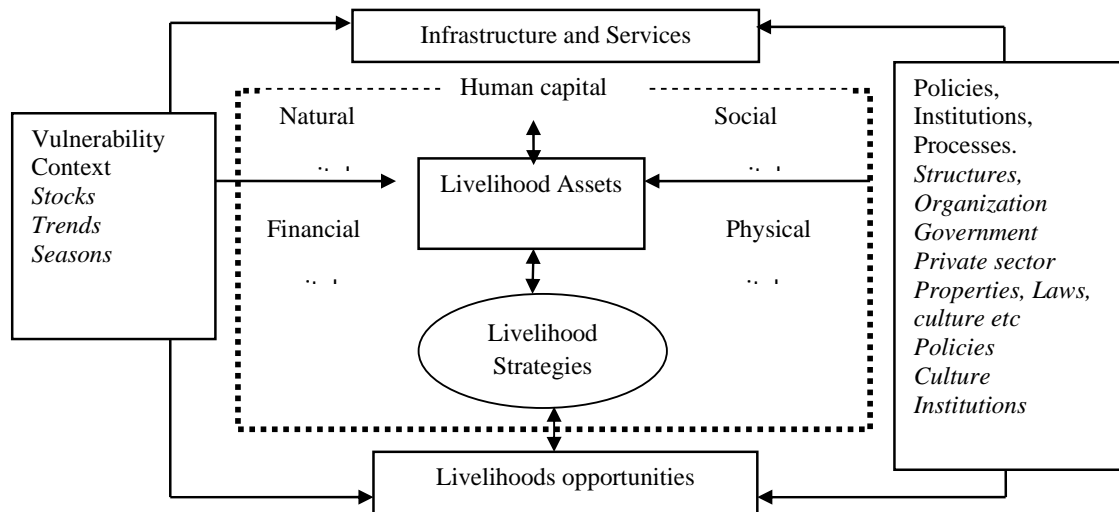 Infrastructure and Services
Human capital
Natural
Social
Vulnerability
Context
Stocks
Trends
Seasons
Livelihood Assets
Financial
Physical
Livelihood
Strategies
Policies,
Institutions,
Processes.
Structures,
Organization
Government
Private sector
Properties, Laws,
culture etc
Policies
Culture
Institutions
Livelihoods opportunities